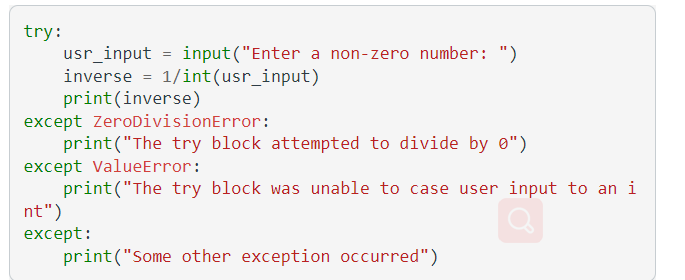 try:
    usr_input = input("Enter a non-zero number: ")
    inverse = 1/int(usr_input)
    print(inverse)
except ZeroDivisionError:
    print("The try block attempted to divide by 0")
except ValueError:
    print("The try block was unable to case user input to an i
nt")
except:
    print("Some other exception occurred")